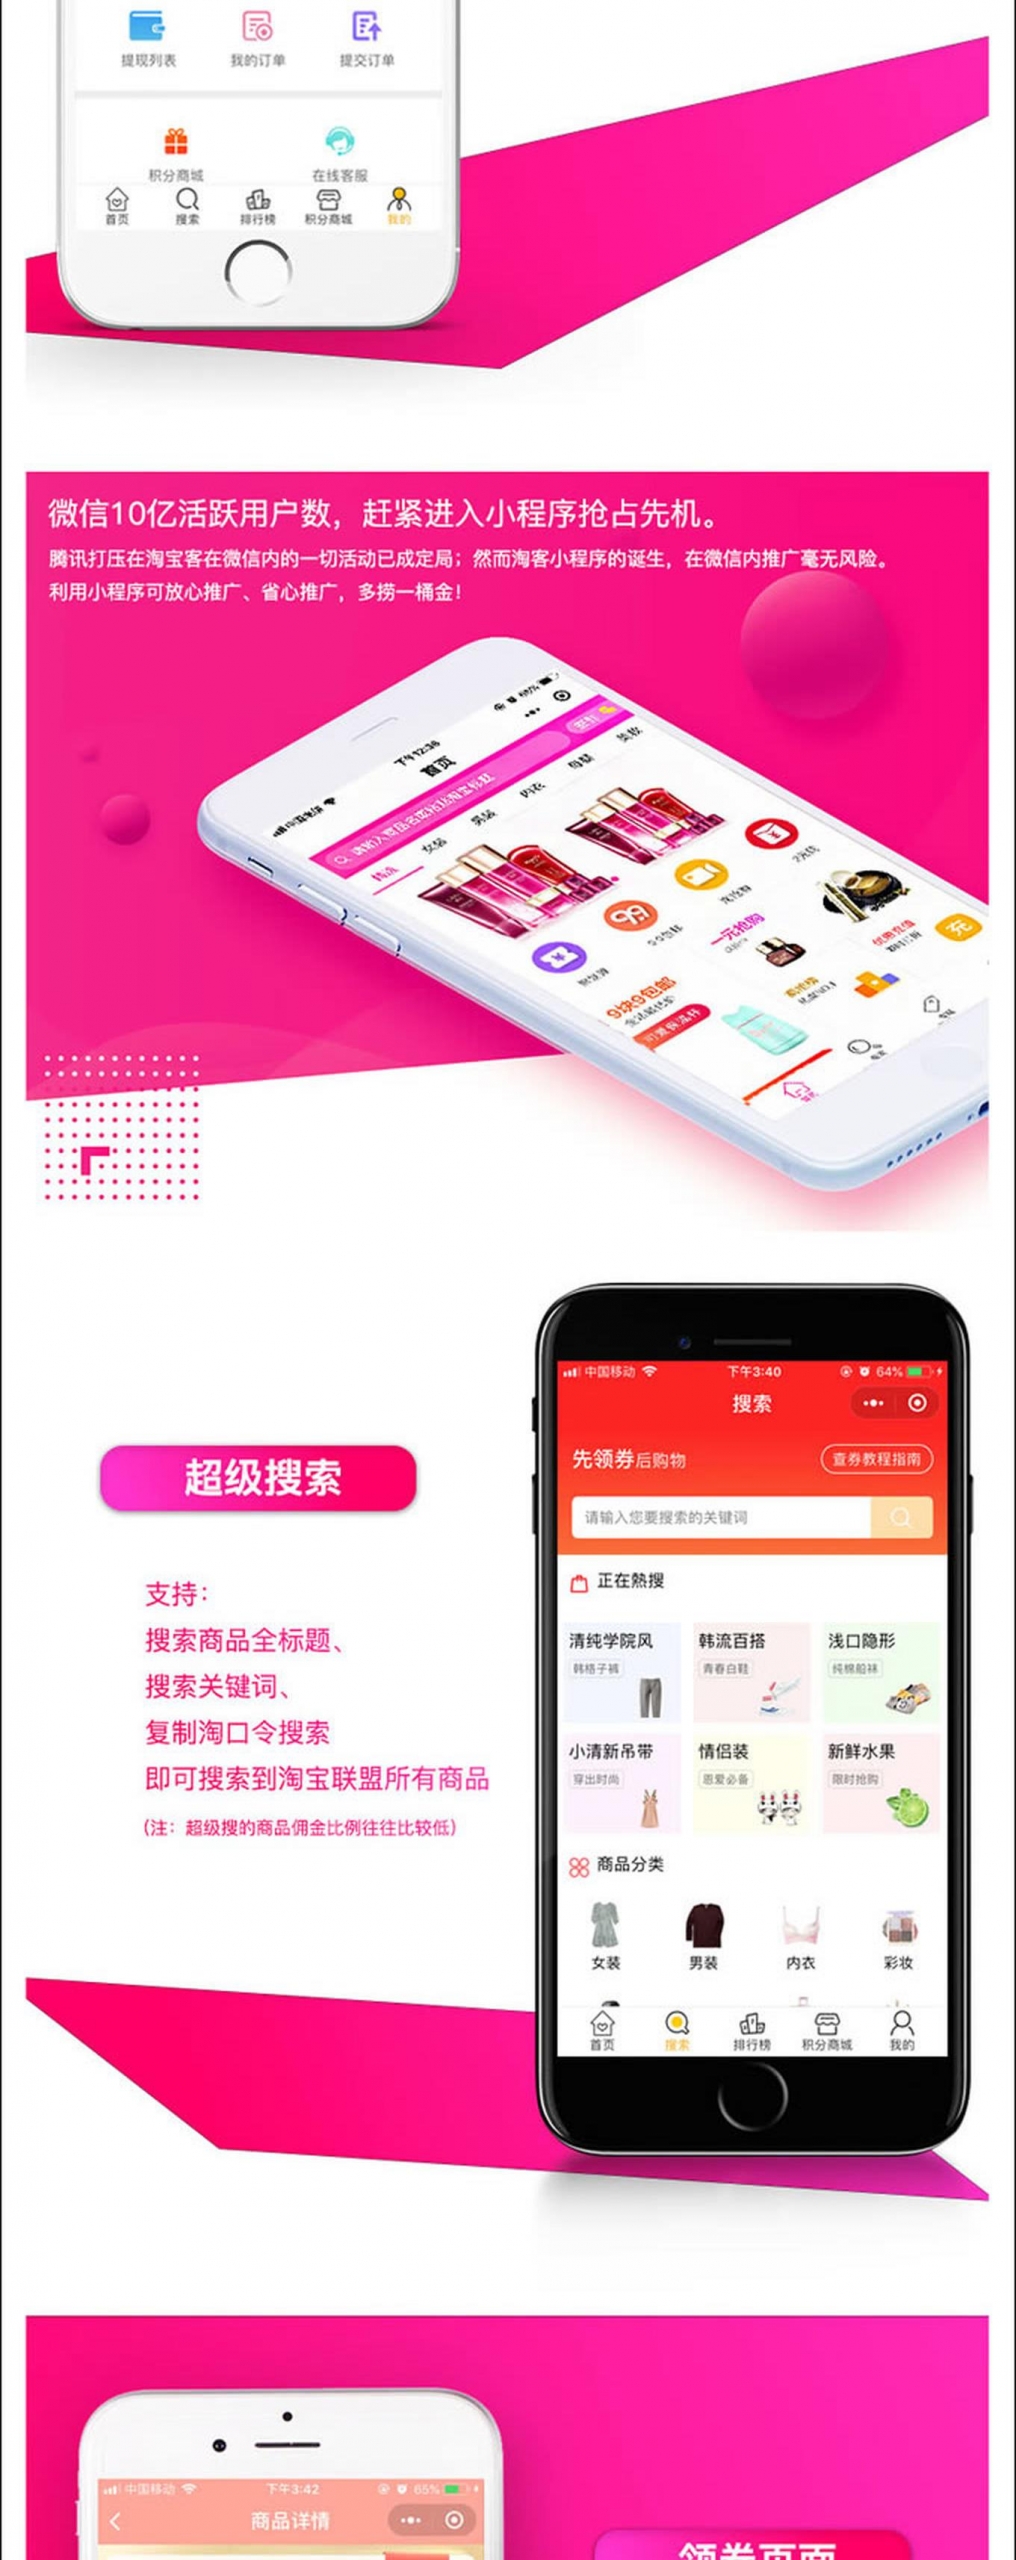 提现列表 我的订单 提交订单
积分商城 在线客服
首页 搜索 排行榜 积分商城 我的
微信10亿活跃用户数，赶紧进入小程序抢占先机。
腾讯打压在淘宝客在微信内的一切活动已成定局；然而淘客小程序的诞生，在微信内推广毫无风险。
利用小程序可放心推广、省心推广，多捞一桶金！
下午12:36
首页
女装 男装 内衣 母婴
一元抢购
9块9包邮
充
超级搜索
支持：
搜索商品全标题、
搜索关键词、
复制淘口令搜索
即可搜索到淘宝联盟所有商品
（注：超级搜的商品佣金比例往往比较低）
中国移动 下午3:40 64%
搜索
先领券后购物 查券教程指南
请输入您要搜索的关键词
正在热搜
清纯学院风 韩流百搭 浅口隐形
韩格子裤 青春白鞋 纯棉船袜
小清新吊带 情侣装 新鲜水果
穿出时尚 恩爱必备 限时抢购
商品分类
女装 男装 内衣 彩妆
首页 搜索 排行榜 积分商城 我的
中国移动 下午3:42 65%
商品详情
领券页面